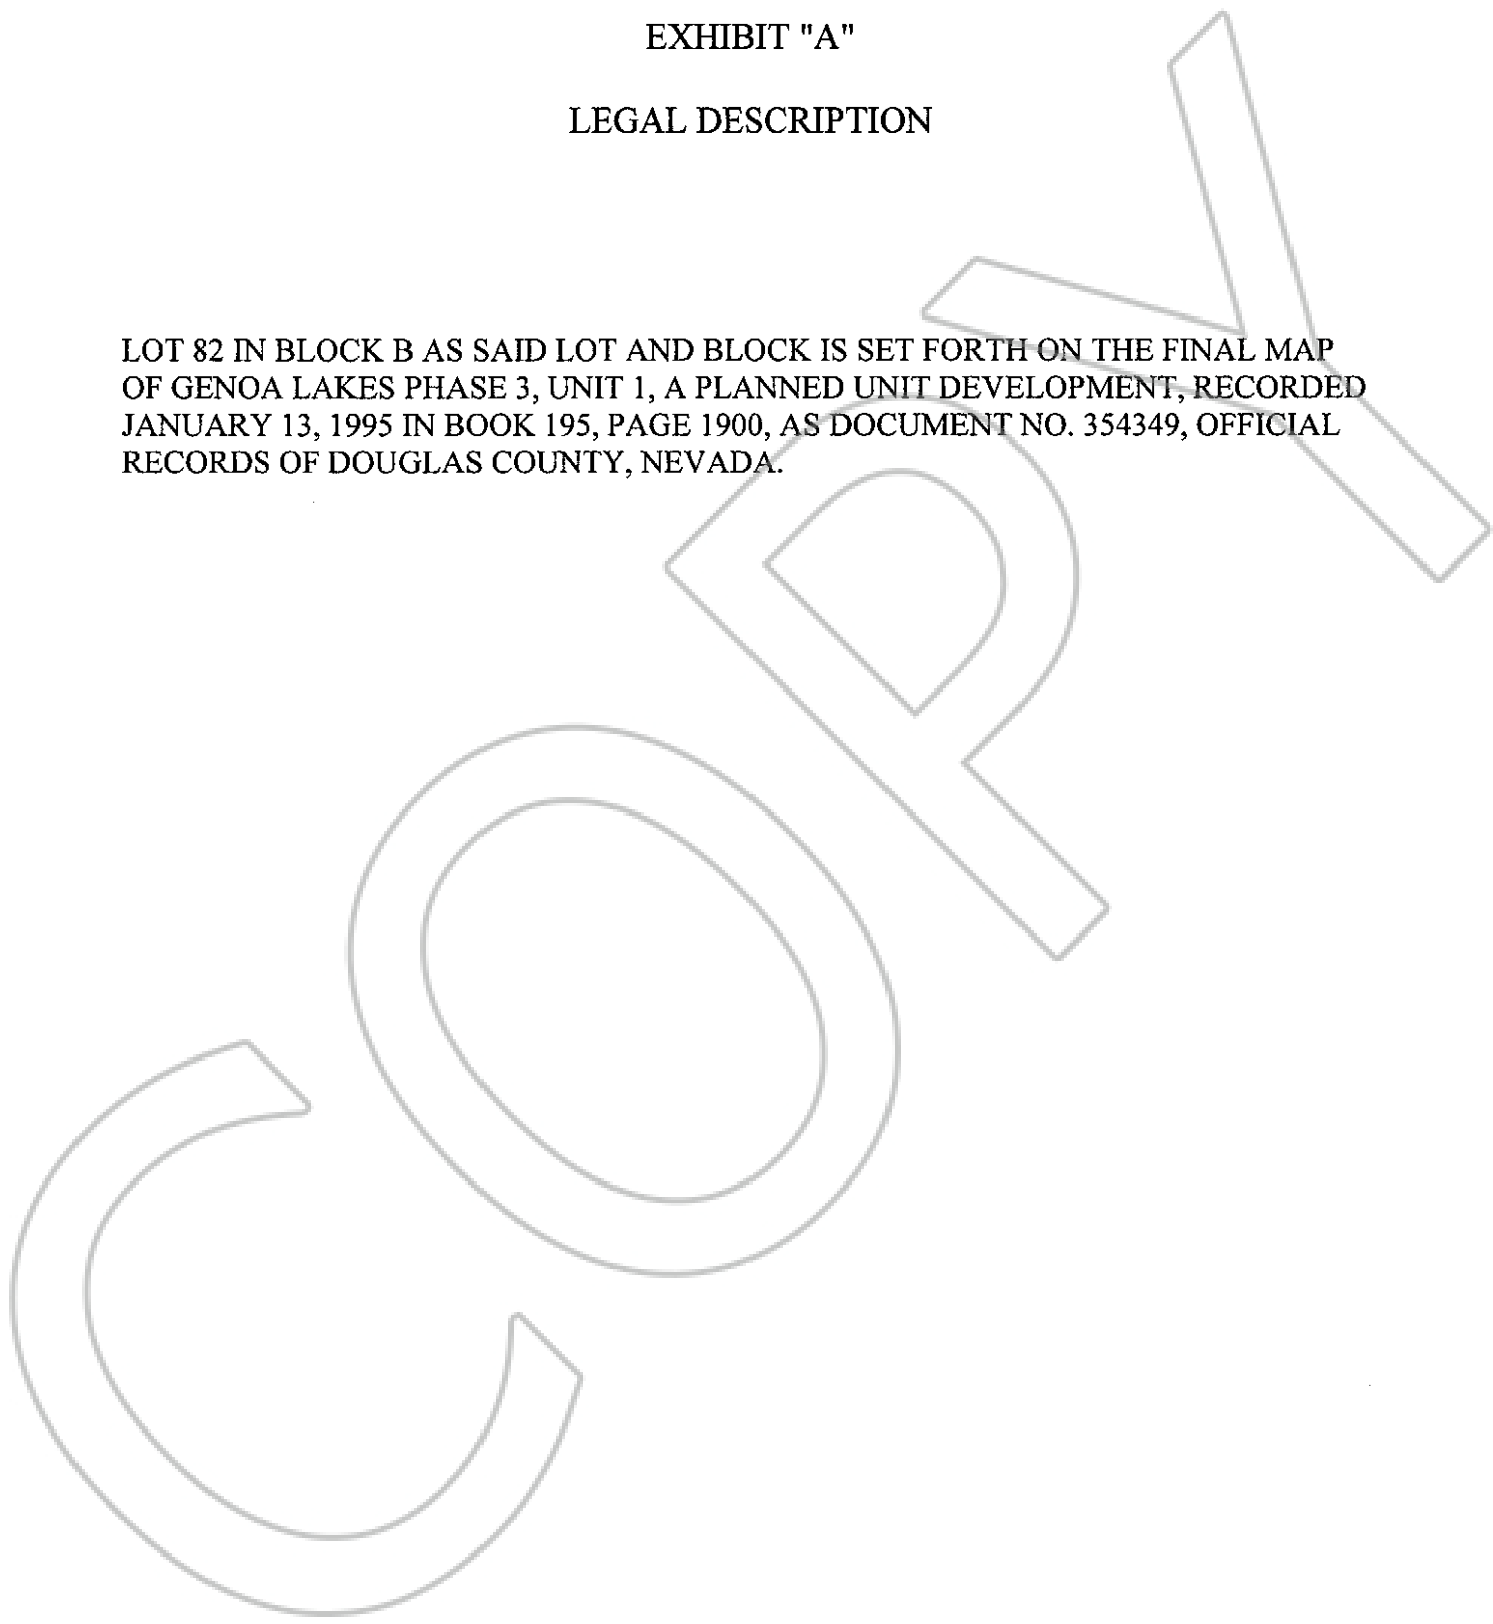 EXHIBIT "A"
LEGAL DESCRIPTION
LOT 82 IN BLOCK B AS SAID LOT AND BLOCK IS SET FORTH ON THE FINAL MAP
OF GENOA LAKES PHASE 3, UNIT 1, A PLANNED UNIT DEVELOPMENT, RECORDED
JANUARY 13, 1995 IN BOOK 195, PAGE 1900, AS DOCUMENT NO. 354349, OFFICIAL
RECORDS OF DOUGLAS COUNTY, NEVADA.
COPY